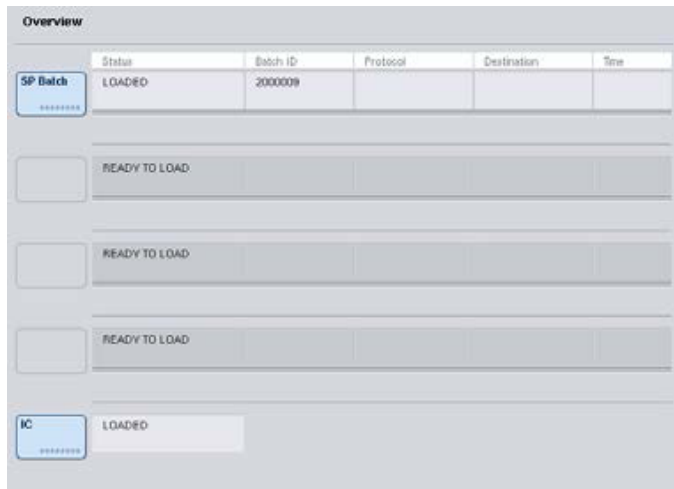 Overview
Status Batch ID Protocol Destination Time
SP Batch LOADED 2000009
READY TO LOAD
READY TO LOAD
READY TO LOAD
IC LOADED